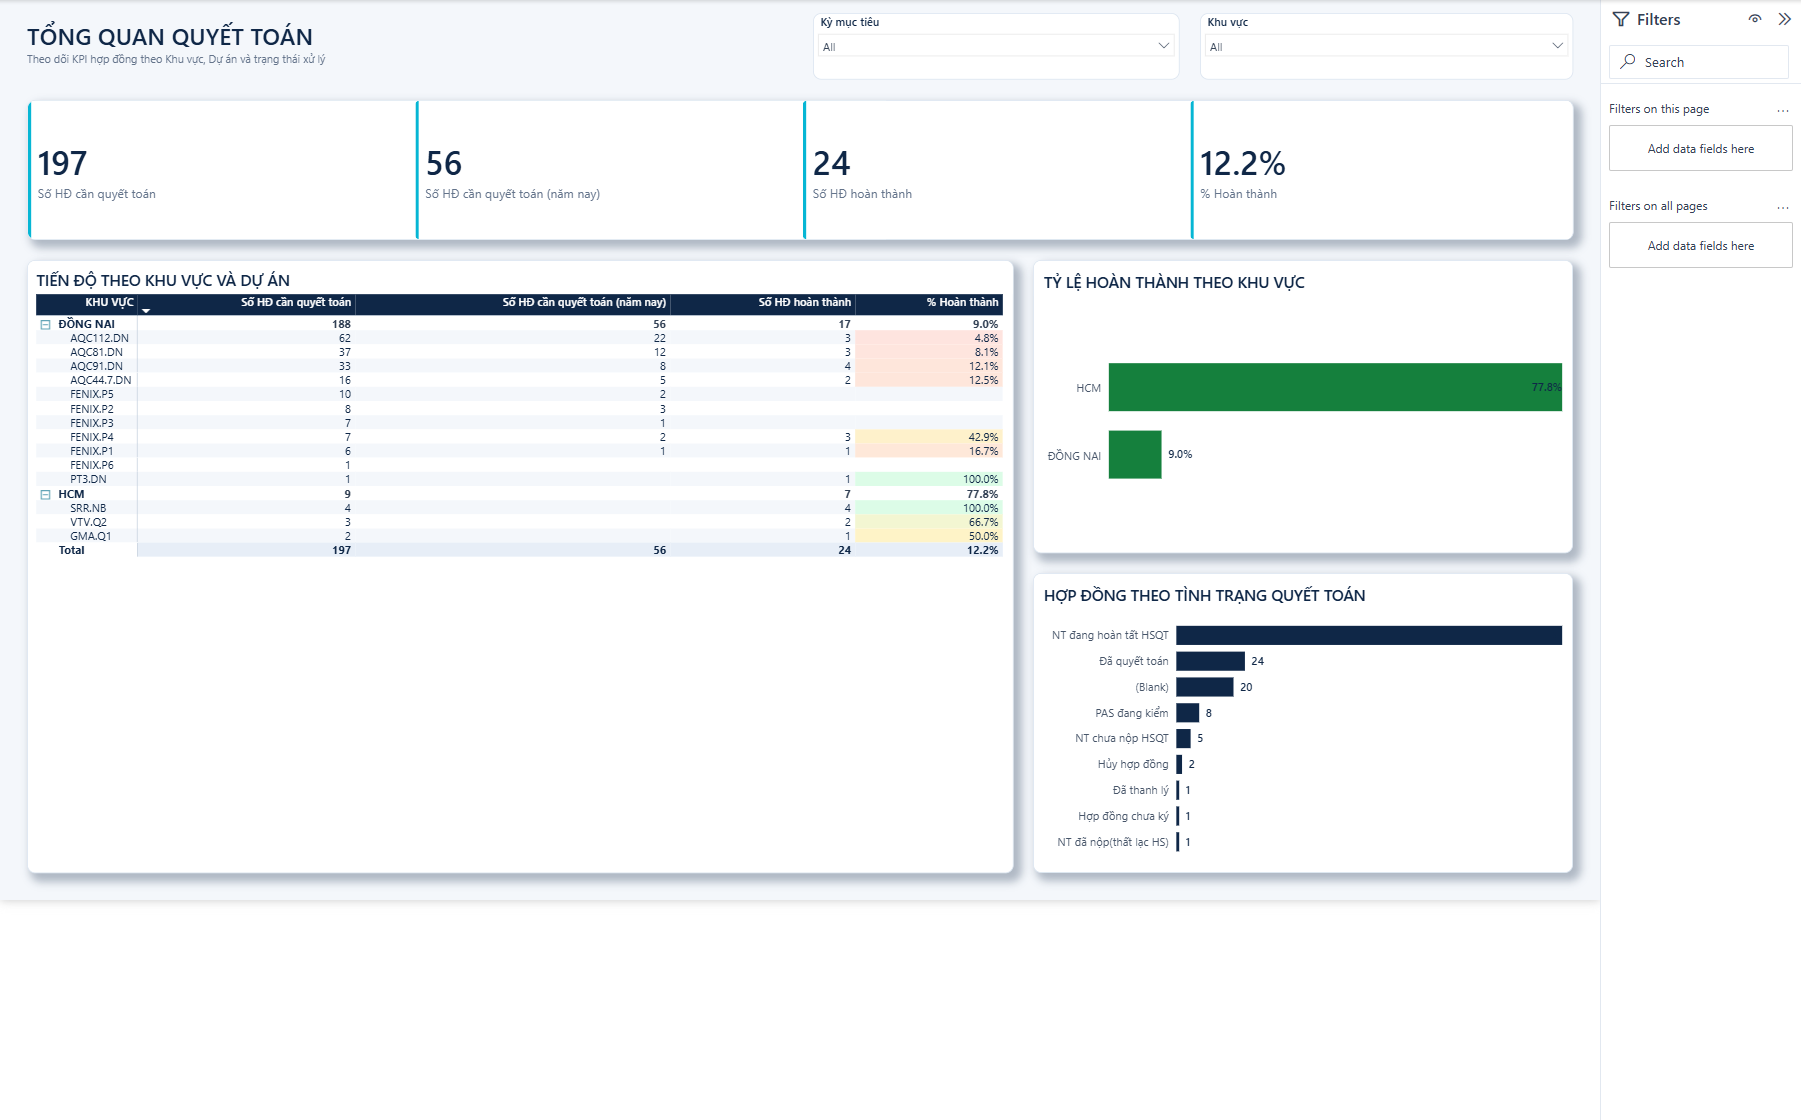 TỔNG QUAN QUYẾT TOÁN
Theo dõi KPI hợp đồng theo Khu vực, Dự án và trạng thái xử lý
Kỳ mục tiêu
All
Khu vực
All
197
Số HĐ cần quyết toán
56
Số HĐ cần quyết toán (năm nay)
24
Số HĐ hoàn thành
12.2%
% Hoàn thành
TIẾN ĐỘ THEO KHU VỰC VÀ DỰ ÁN
KHU VỰC Số HĐ cần quyết toán Số HĐ cần quyết toán (năm nay) Số HĐ hoàn thành % Hoàn thành
ĐỒNG NAI 188 56 17 9.0%
AQC112.DN 62 22 3 4.8%
AQC81.DN 37 12 3 8.1%
AQC91.DN 33 8 4 12.1%
AQC44.7.DN 16 5 2 12.5%
FENIX.P5 10 2
FENIX.P2 8 3
FENIX.P3 7 1
FENIX.P4 7 2 3 42.9%
FENIX.P1 6 1 1 16.7%
FENIX.P6 1
PT3.DN 1 1 100.0%
HCM 9 7 77.8%
SRR.NB 4 4 100.0%
VTV.Q2 3 2 66.7%
GMA.Q1 2 1 50.0%
Total 197 56 24 12.2%
TỶ LỆ HOÀN THÀNH THEO KHU VỰC
HCM 77.8%
ĐỒNG NAI 9.0%
HỢP ĐỒNG THEO TÌNH TRẠNG QUYẾT TOÁN
NT đang hoàn tất HSQT
Đã quyết toán 24
(Blank) 20
PAS đang kiểm 8
NT chưa nộp HSQT 5
Hủy hợp đồng 2
Đã thanh lý 1
Hợp đồng chưa ký 1
NT đã nộp(thất lạc HS) 1
Filters
Search
Filters on this page ...
Add data fields here
Filters on all pages ...
Add data fields here